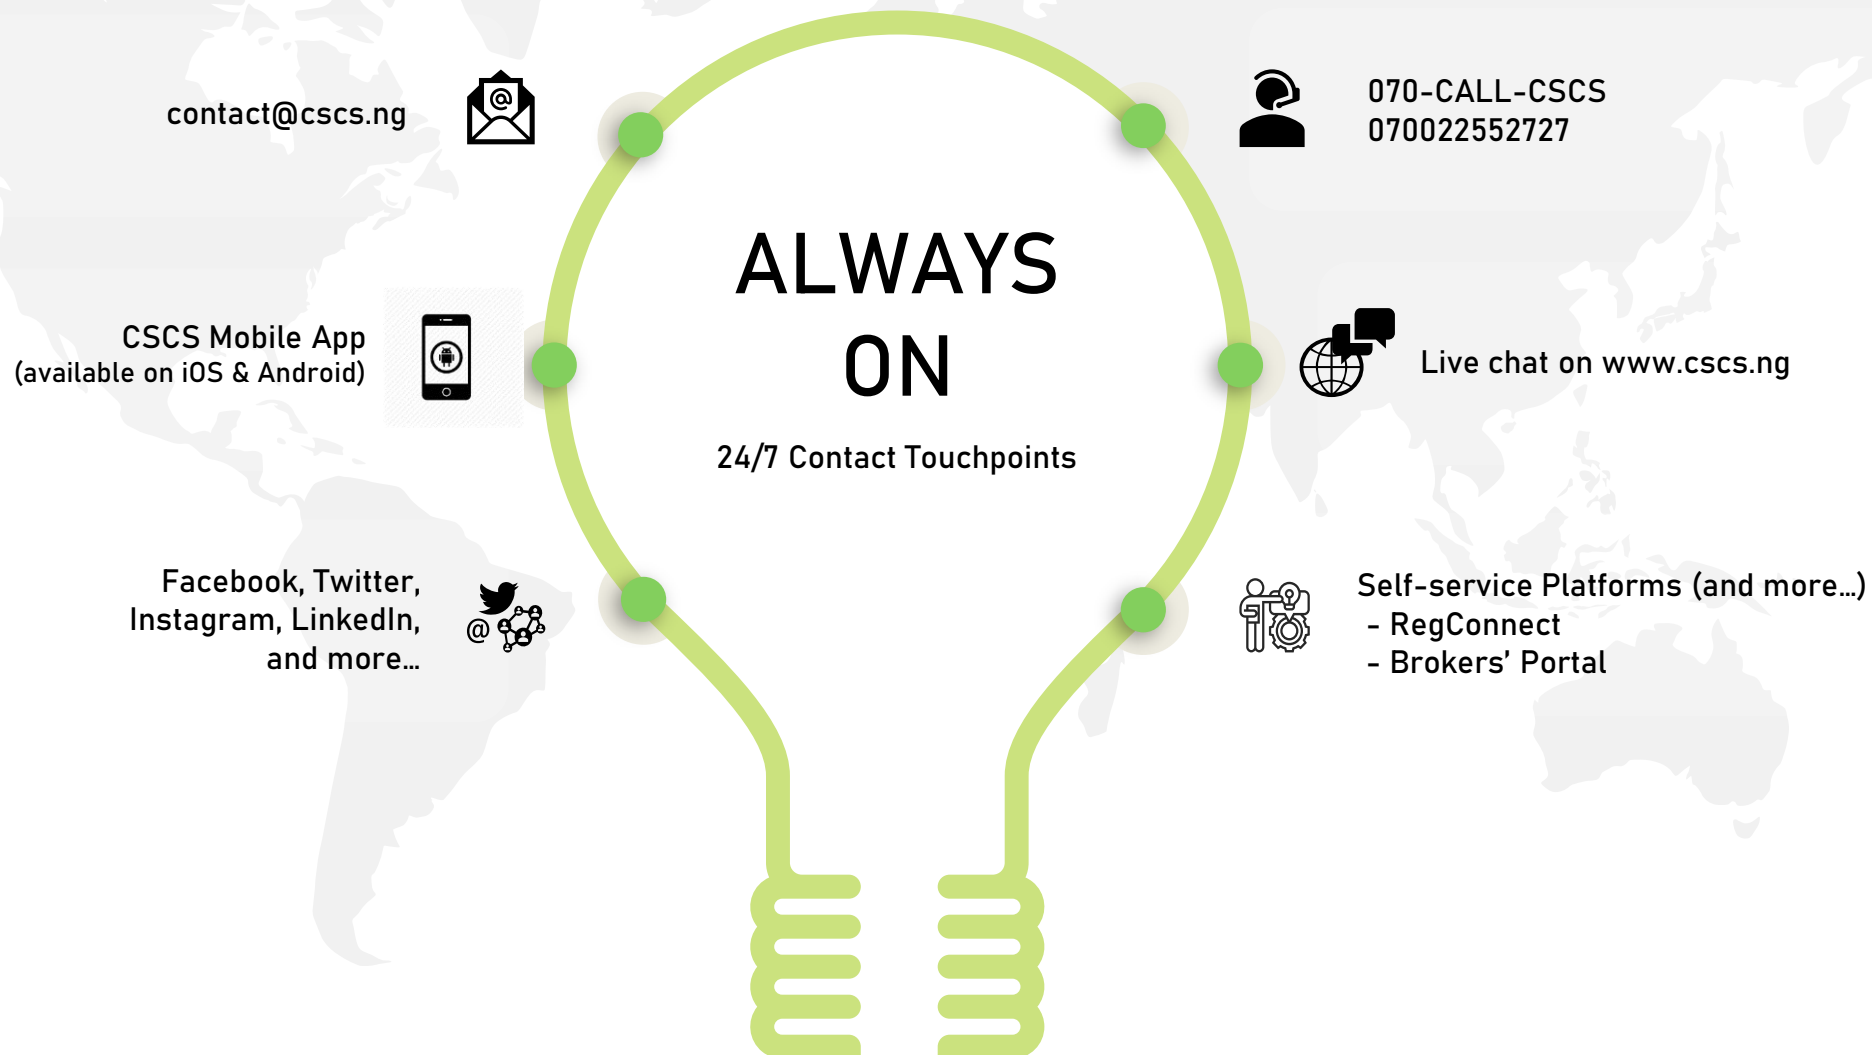 contact@cscs.ng
070-CALL-CSCS
070022552727
ALWAYS
ON
24/7 Contact Touchpoints
CSCS Mobile App
(available on iOS & Android)
Live chat on www.cscs.ng
Facebook, Twitter,
Instagram, LinkedIn,
and more...
Self-service Platforms (and more...)
- RegConnect
- Brokers’ Portal